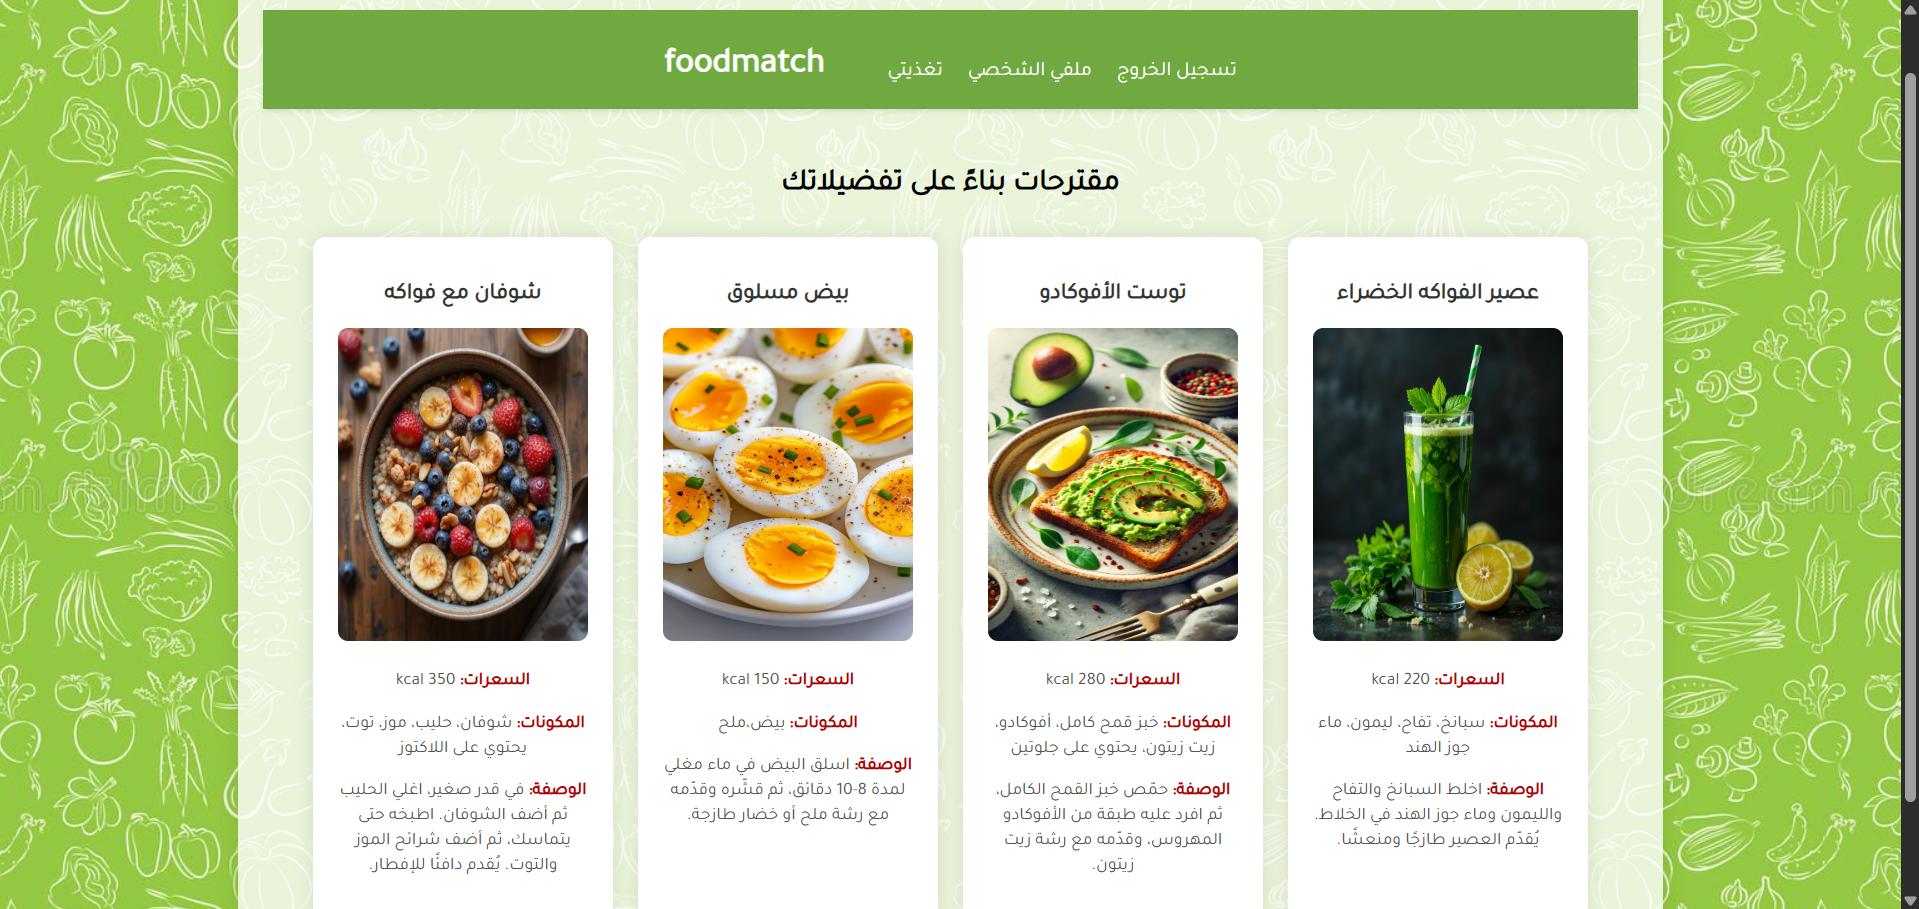 foodmatch
تسجيل الخروج
ملفي الشخصي
تغذيتي
مقترحات بناءً على تفضيلاتك
عصير الفواكه الخضراء
السعرات: 220 kcal
المكونات: سبانخ، تفاح، ليمون، ماء
جوز الهند
الوصفة: اخلط السبانخ والتفاح
والليمون وماء جوز الهند في الخلاط.
يُقدّم العصير طازجًا ومنعشًا.
توست الأفوكادو
السعرات: 280 kcal
المكونات: خبز قمح كامل، أفوكادو،
زيت زيتون، يحتوي على جلوتين
الوصفة: حمّص خبز القمح الكامل،
ثم افرد عليه طبقة من الأفوكادو
المهروس، وقدّمه مع رشة زيت
زيتون.
بيض مسلوق
السعرات: 150 kcal
المكونات: بيض،ملح
الوصفة: اسلق البيض في ماء مغلي
لمدة 8-10 دقائق، ثم قشّره وقدّمه
مع رشة ملح أو خضار طازجة.
شوفان مع فواكه
السعرات: 350 kcal
المكونات: شوفان، حليب، موز، توت،
يحتوي على اللاكتوز
الوصفة: في قدر صغير، اغلي الحليب
ثم أضف الشوفان. اطبخه حتى
يتماسك، ثم أضف شرائح الموز
والتوت. يُقدم دافئًا للإفطار.